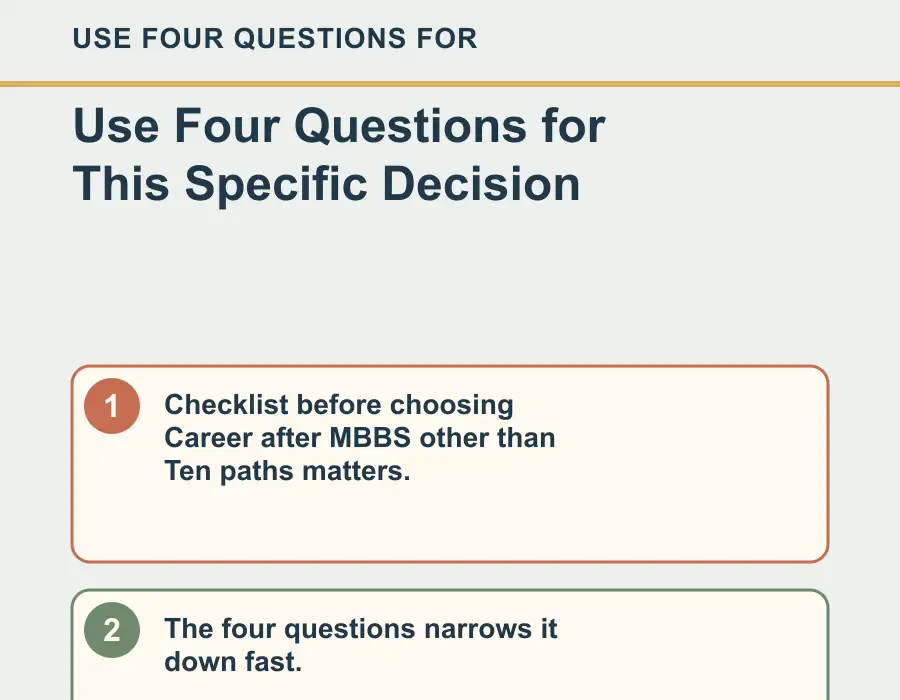 USE FOUR QUESTIONS FOR
Use Four Questions for
This Specific Decision
1
Checklist before choosing
Career after MBBS other than
Ten paths matters.
2
The four questions narrows it
down fast.